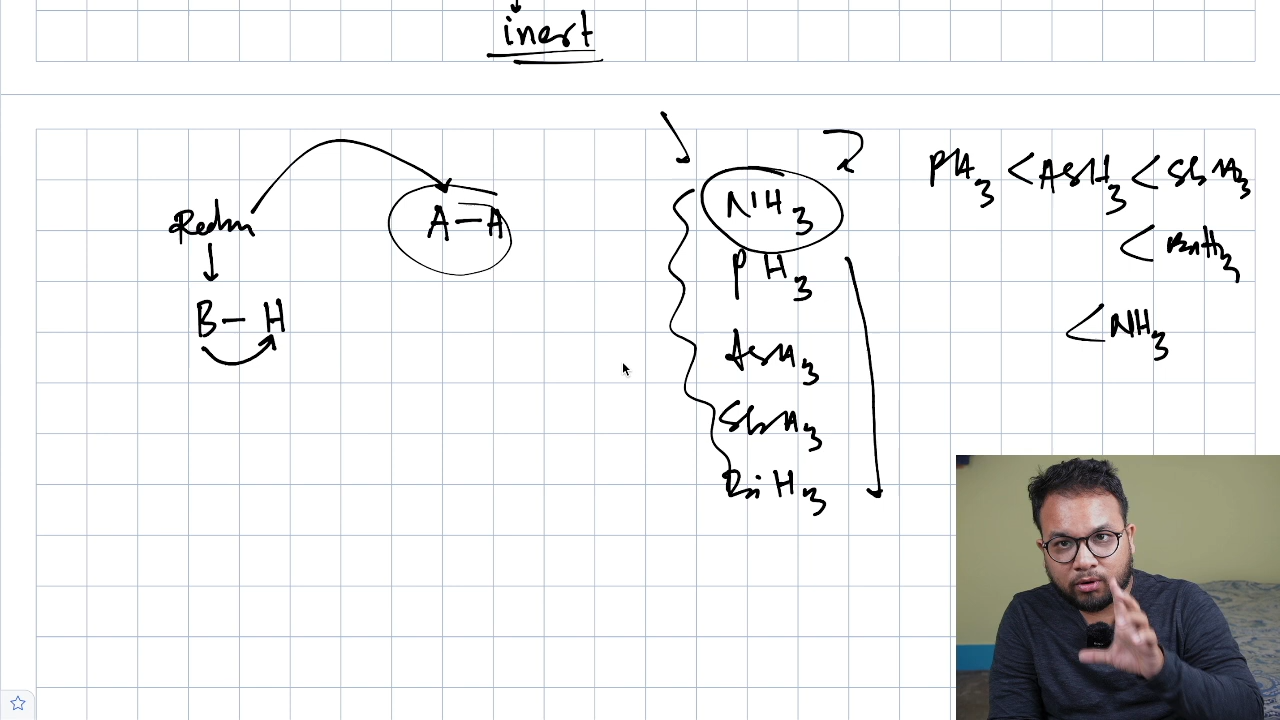 inert
Redn
A—A
B—H
NH3
PH3
AsH3
SbH3
BiH3
PH3 < AsH3 < SbH3
< BiH3
< NH3